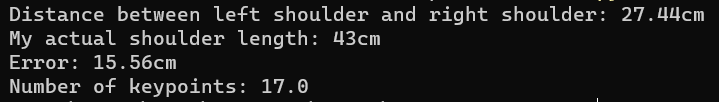 Distance between left shoulder and right shoulder: 27.44cm
My actual shoulder length: 43cm
Error: 15.56cm
Number of keypoints: 17.0